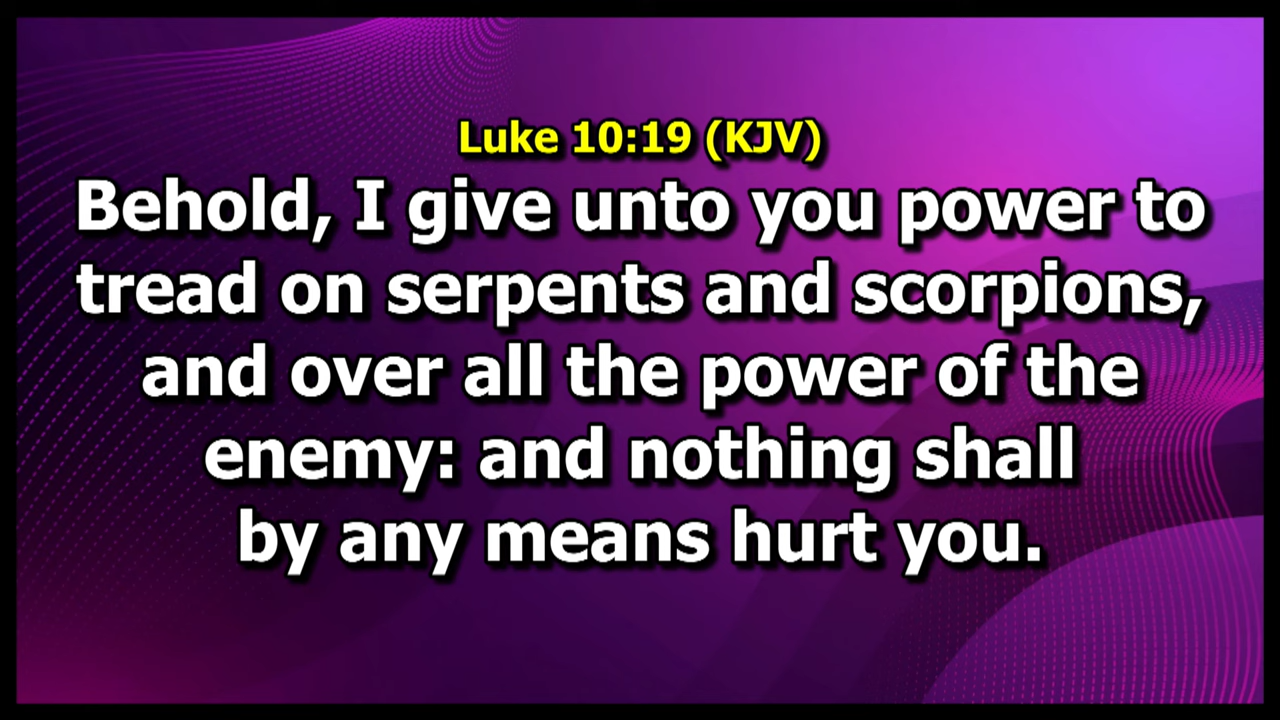 Luke 10:19 (KJV)
Behold, I give unto you power to
tread on serpents and scorpions,
and over all the power of the
enemy: and nothing shall
by any means hurt you.